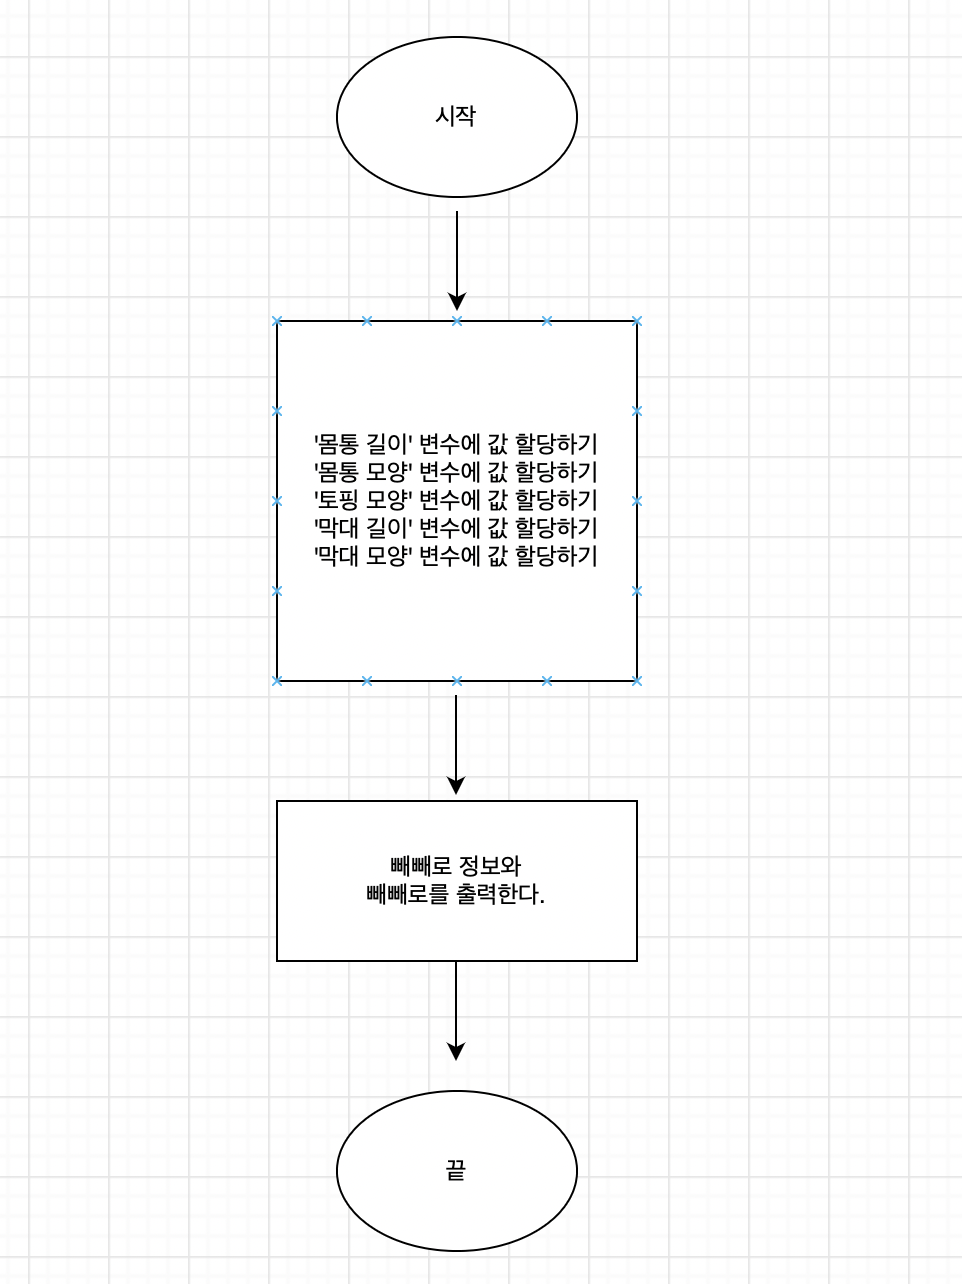 시작
'몸통 길이' 변수에 값 할당하기
'몸통 모양' 변수에 값 할당하기
'토핑 모양' 변수에 값 할당하기
'막대 길이' 변수에 값 할당하기
'막대 모양' 변수에 값 할당하기
빼빼로 정보와
빼빼로를 출력한다.
끝